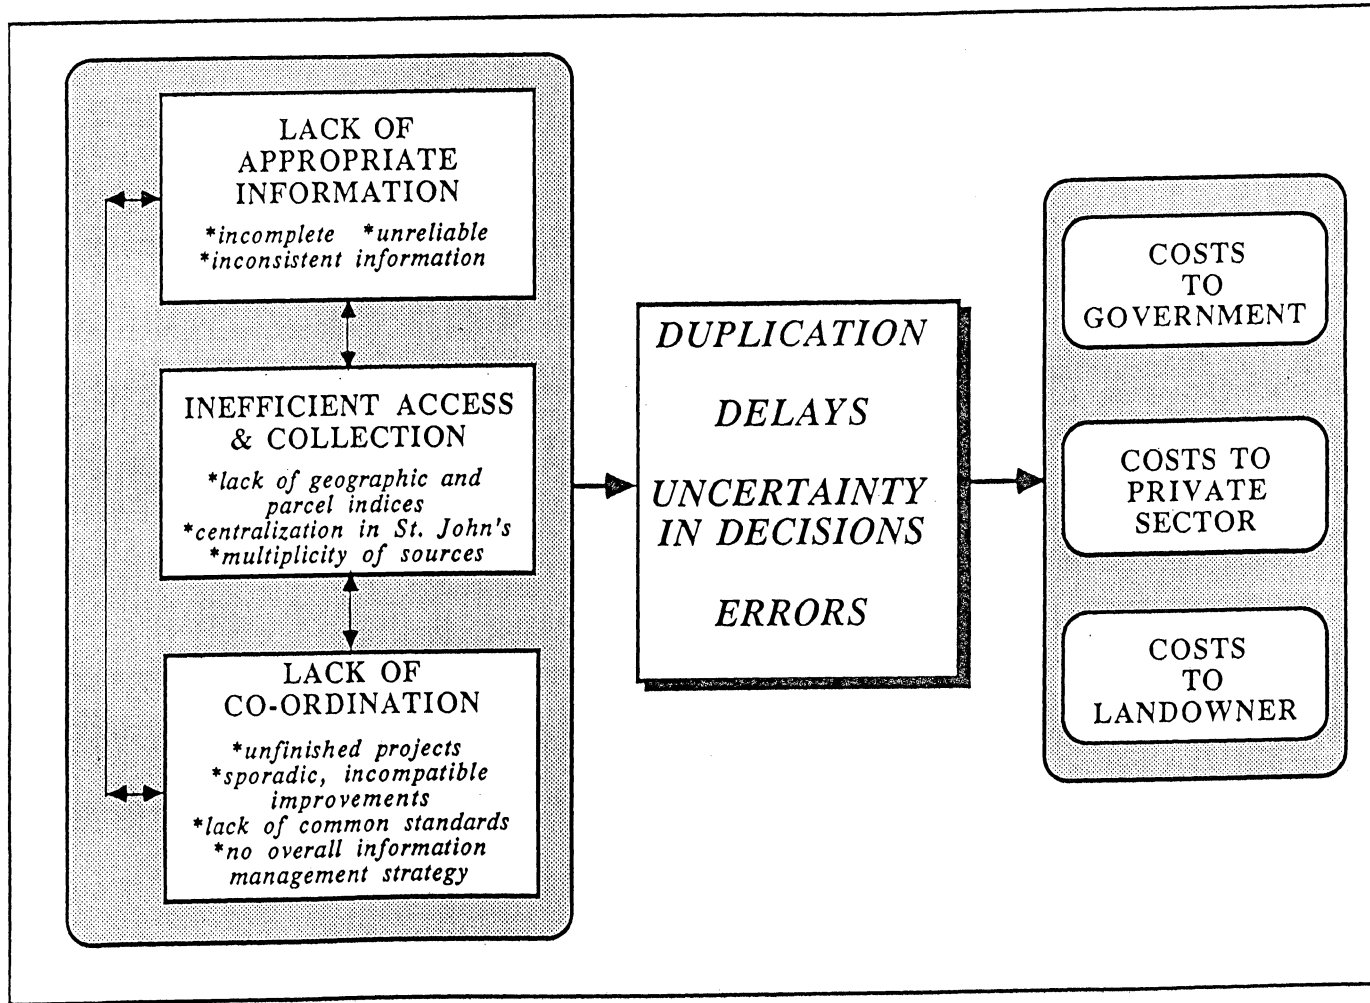 LACK OF
APPROPRIATE
INFORMATION
*incomplete *unreliable
*inconsistent information
INEFFICIENT ACCESS
& COLLECTION
*lack of geographic and
parcel indices
*centralization in St. John's
*multiplicity of sources
LACK OF
CO-ORDINATION
*unfinished projects
*sporadic, incompatible
improvements
*lack of common standards
*no overall information
management strategy
DUPLICATION
DELAYS
UNCERTAINTY
IN DECISIONS
ERRORS
COSTS
TO
GOVERNMENT
COSTS TO
PRIVATE
SECTOR
COSTS
TO
LANDOWNER